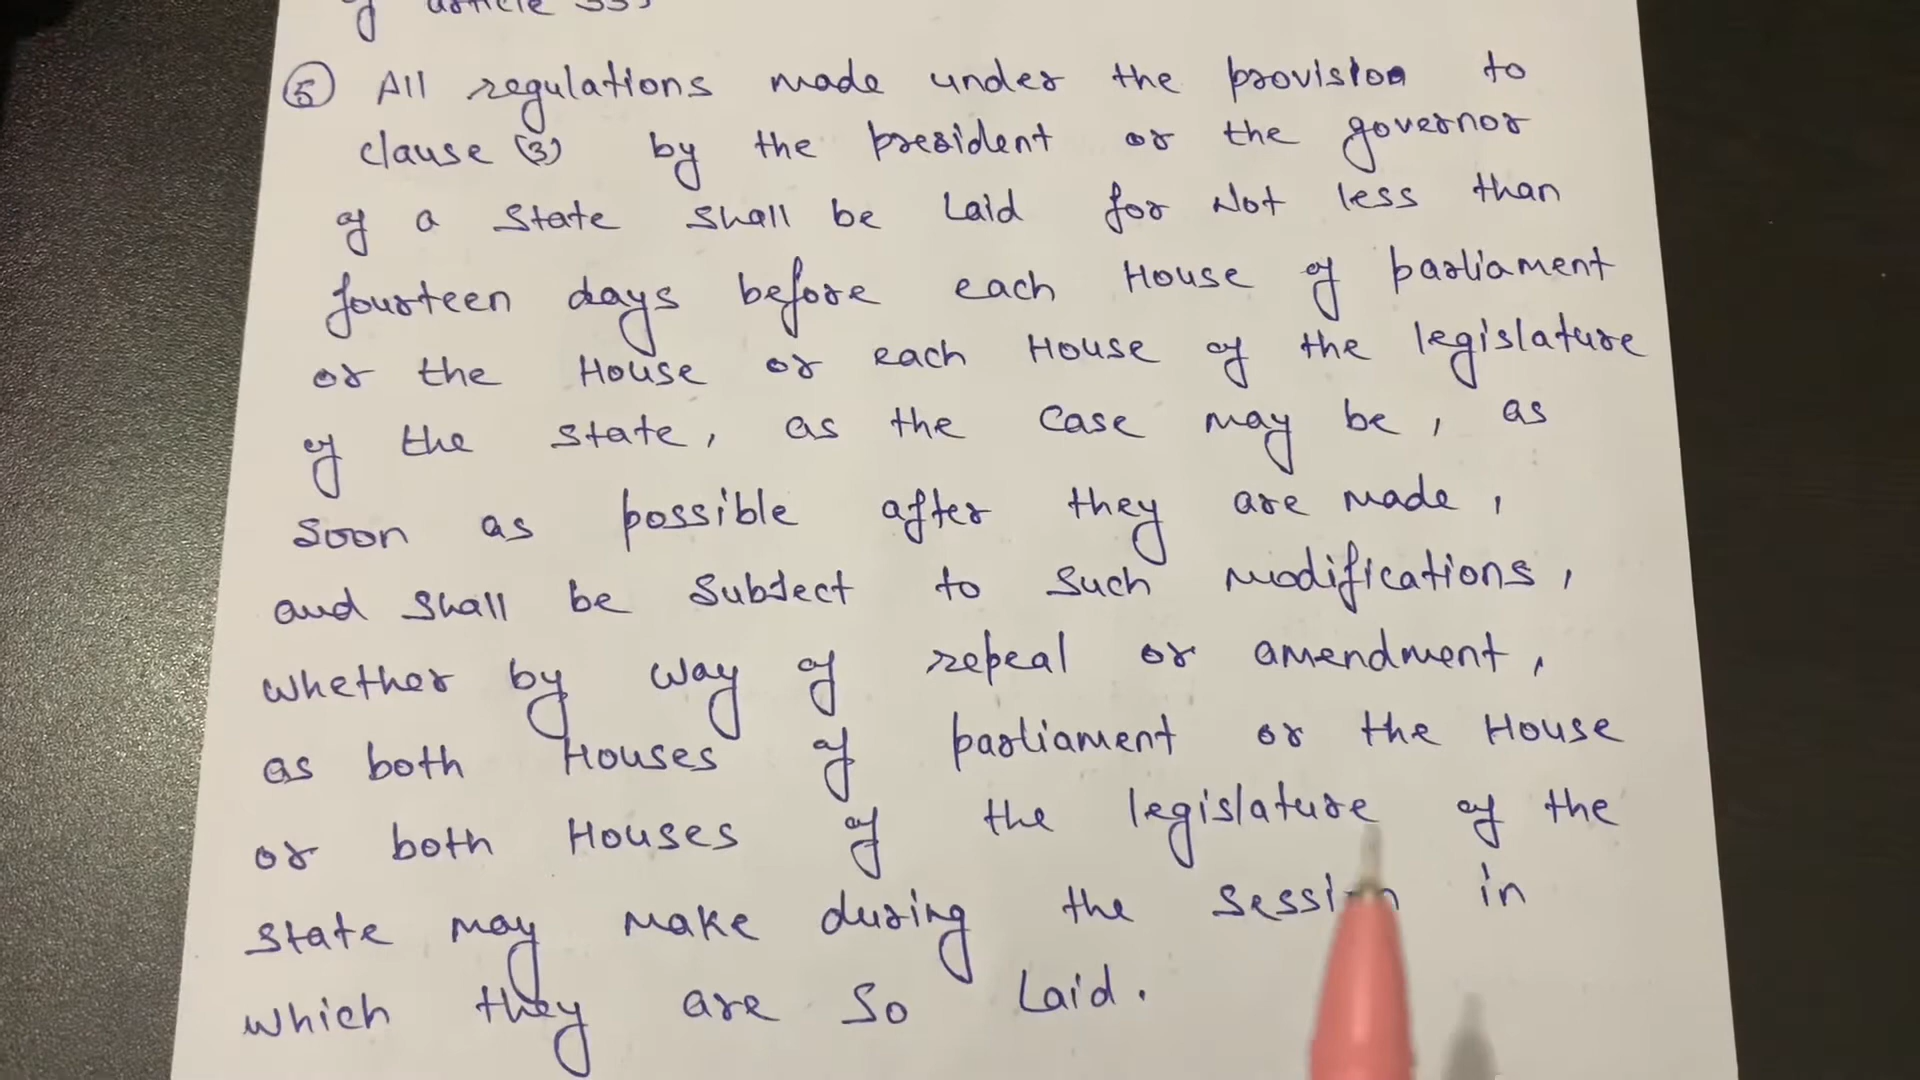 of article 335
⑤ All regulations made under the provision to
clause (3) by the president or the governor
of a State shall be Laid for Not less than
fourteen days before each House of parliament
or the House or each House of the legislature
of the state, as the case may be, as
soon as possible after they are made,
and shall be Subject to such modifications,
whether by way of repeal or amendment,
as both Houses of parliament or the House
or both Houses of the legislature of the
state may make during the session in
which they are so Laid.